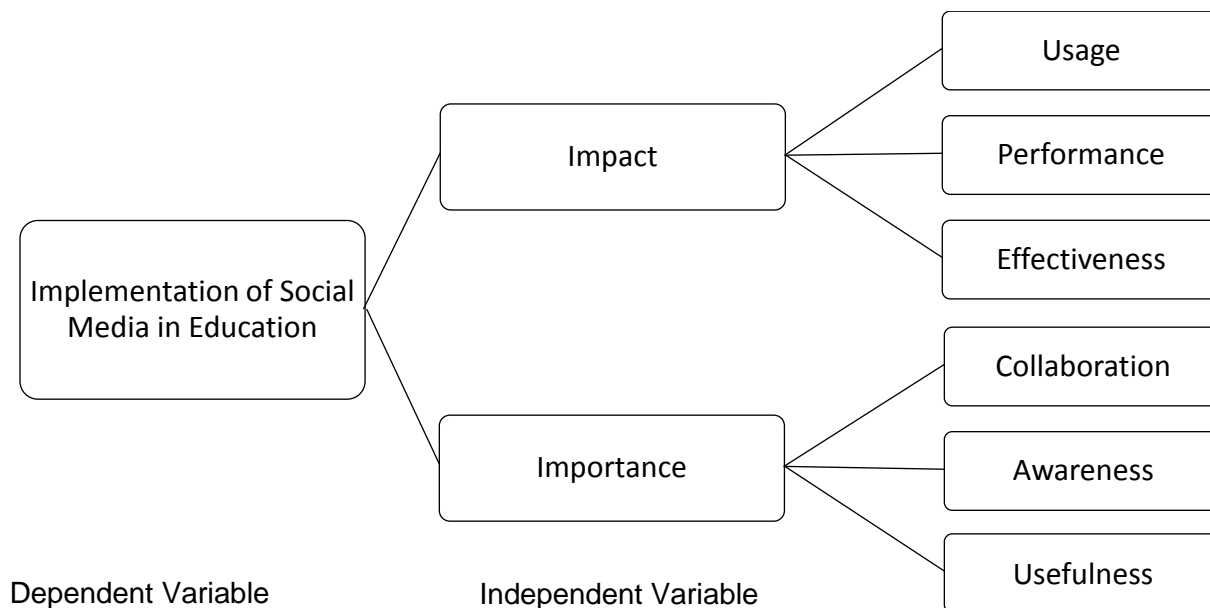 Usage
Impact
Performance
Effectiveness
Implementation of Social
Media in Education
Collaboration
Importance
Awareness
Usefulness
Dependent Variable
Independent Variable